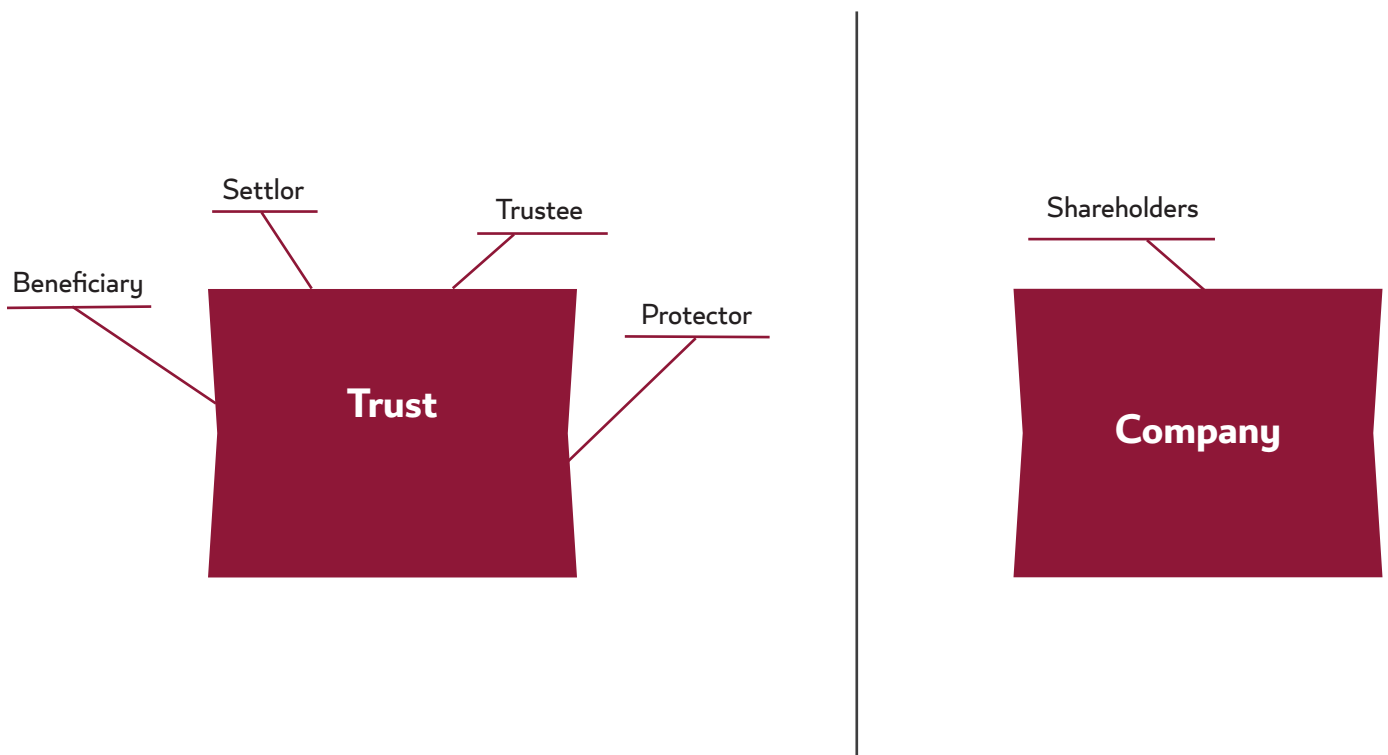 Settlor
Trustee
Beneficiary
Protector
Trust
Shareholders
Company